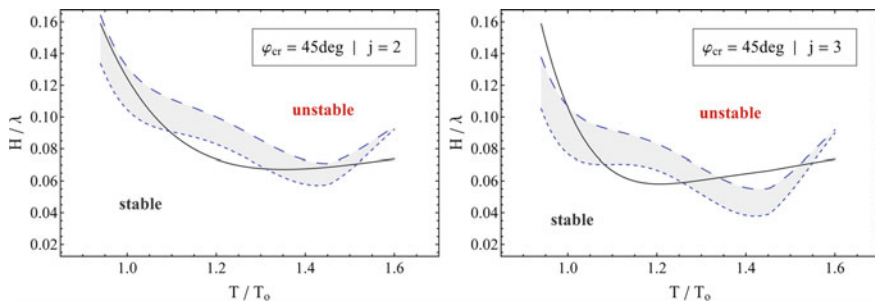 0.16
0.14
0.12
0.10
0.08
0.06
0.04
0.02
H / λ
φcr = 45deg | j = 2
unstable
stable
1.0 1.2 1.4 1.6
T / To
0.16
0.14
0.12
0.10
0.08
0.06
0.04
0.02
H / λ
φcr = 45deg | j = 3
unstable
stable
1.0 1.2 1.4 1.6
T / To